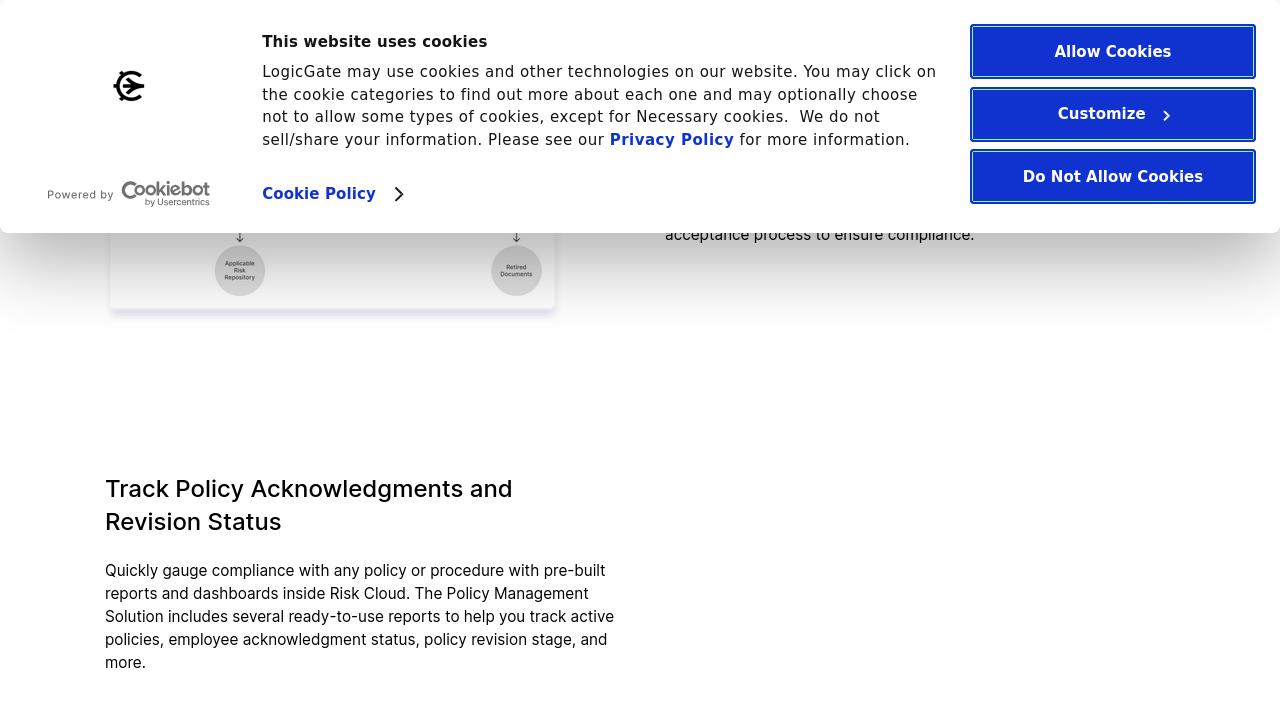 This website uses cookies
LogicGate may use cookies and other technologies on our website. You may click on
the cookie categories to find out more about each one and may optionally choose
not to allow some types of cookies, except for Necessary cookies.  We do not
sell/share your information. Please see our Privacy Policy for more information.
Cookie Policy
Powered by Cookiebot
by Usercentrics
Allow Cookies
Customize
Do Not Allow Cookies
acceptance process to ensure compliance.
Applicable
Risk
Repository
Retired
Documents
Track Policy Acknowledgments and
Revision Status
Quickly gauge compliance with any policy or procedure with pre-built
reports and dashboards inside Risk Cloud. The Policy Management
Solution includes several ready-to-use reports to help you track active
policies, employee acknowledgment status, policy revision stage, and
more.